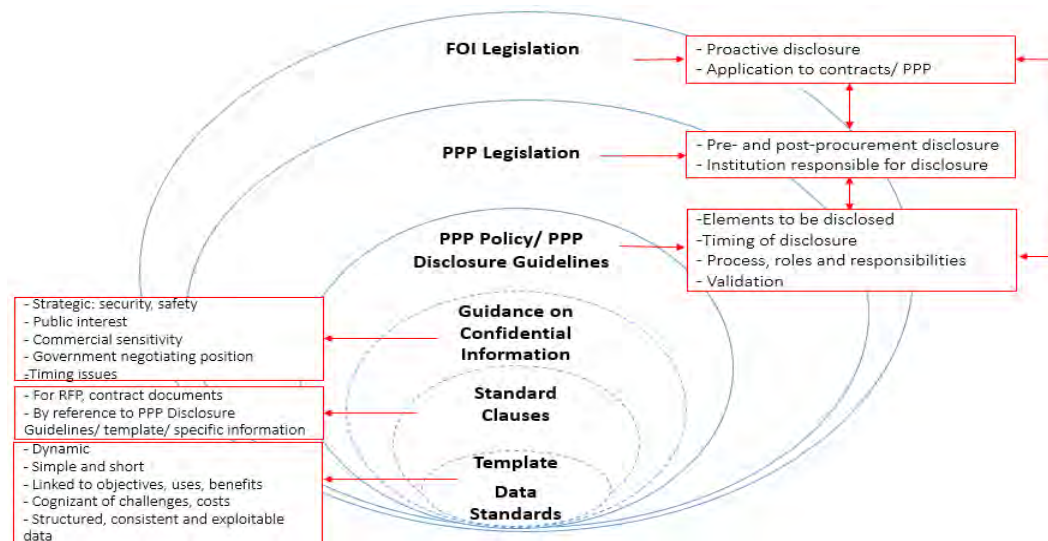 FOI Legislation
- Proactive disclosure
- Application to contracts/ PPP
PPP Legislation
- Pre- and post-procurement disclosure
- Institution responsible for disclosure
PPP Policy/ PPP
Disclosure Guidelines
-Elements to be disclosed
-Timing of disclosure
- Process, roles and responsibilities
- Validation
- Strategic: security, safety
- Public interest
- Commercial sensitivity
- Government negotiating position
-Timing issues
Guidance on
Confidential
Information
- For RFP, contract documents
- By reference to PPP Disclosure
Guidelines/ template/ specific information
Standard
Clauses
- Dynamic
- Simple and short
- Linked to objectives, uses, benefits
- Cognizant of challenges, costs
- Structured, consistent and exploitable
data
Template
Data
Standards